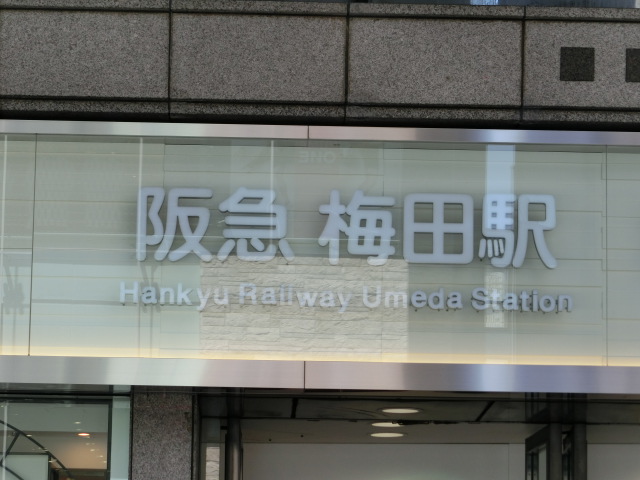 阪急 梅田駅
Hankyu Railway Umeda Station